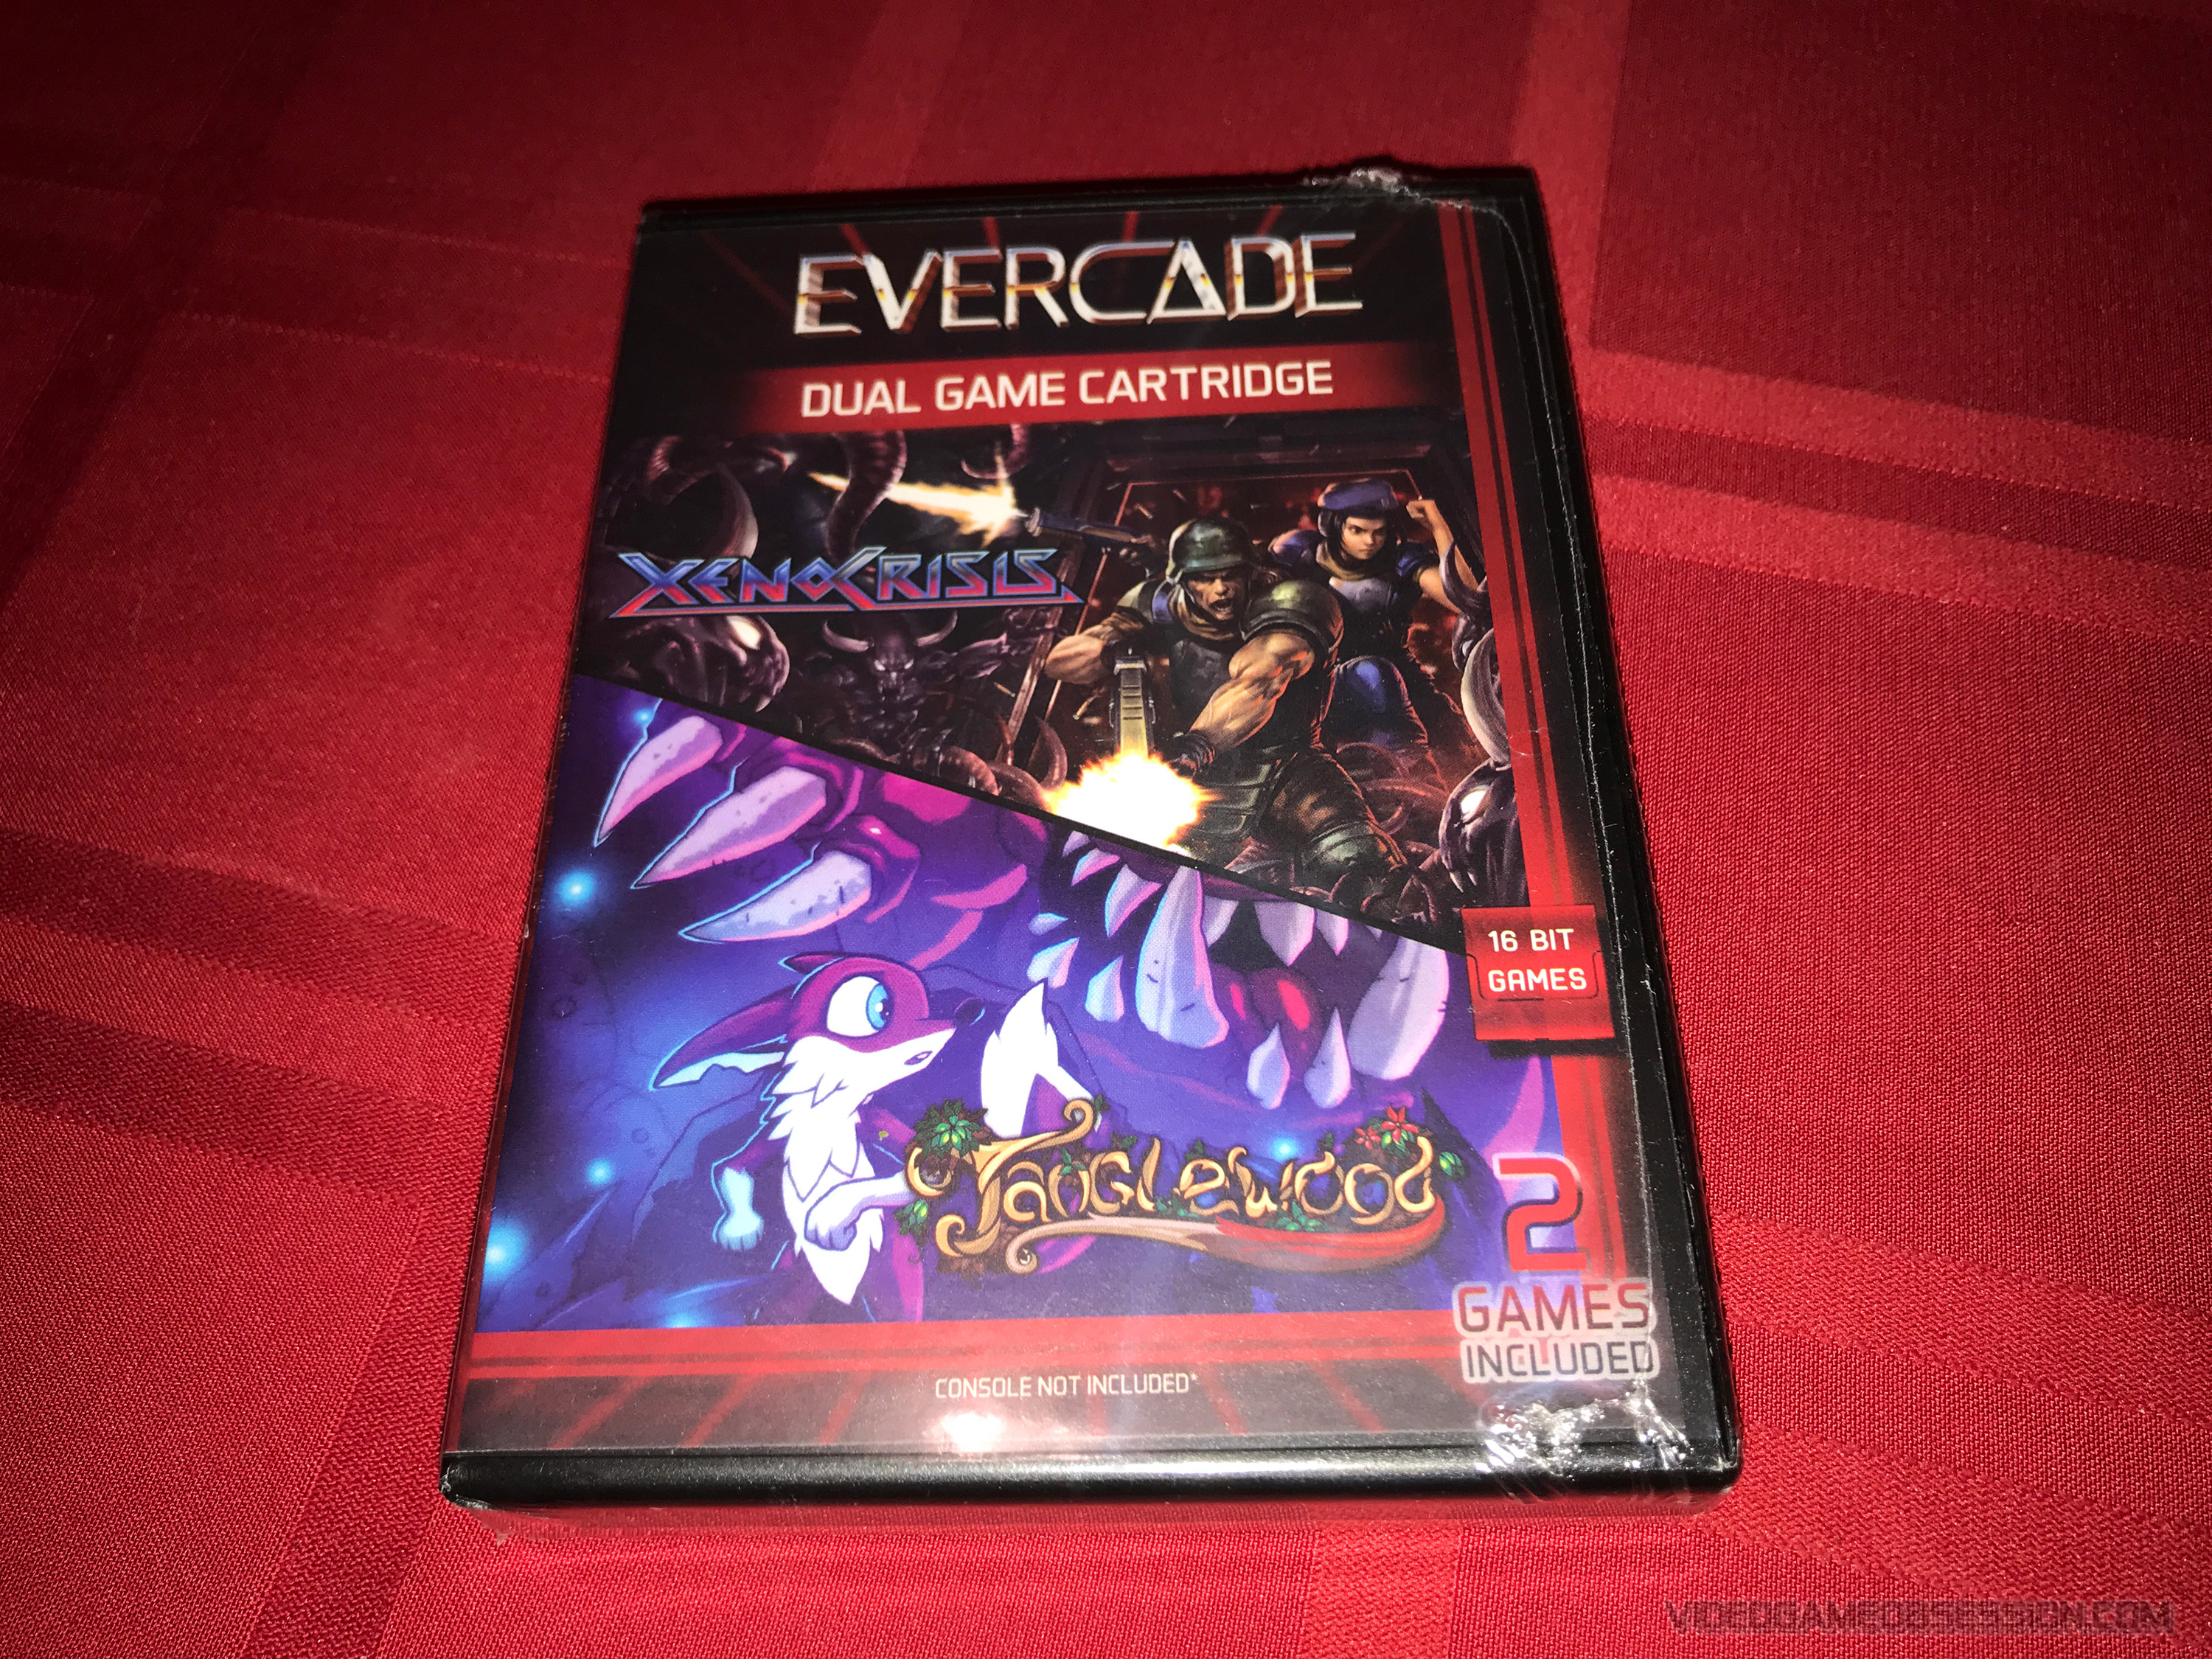 EVERCADE
DUAL GAME CARTRIDGE
XENOCRISIS
16 BIT
GAMES
Tanglewood
2
GAMES
INCLUDED
CONSOLE NOT INCLUDED*
VIDEOGAMEOBSESSION.COM